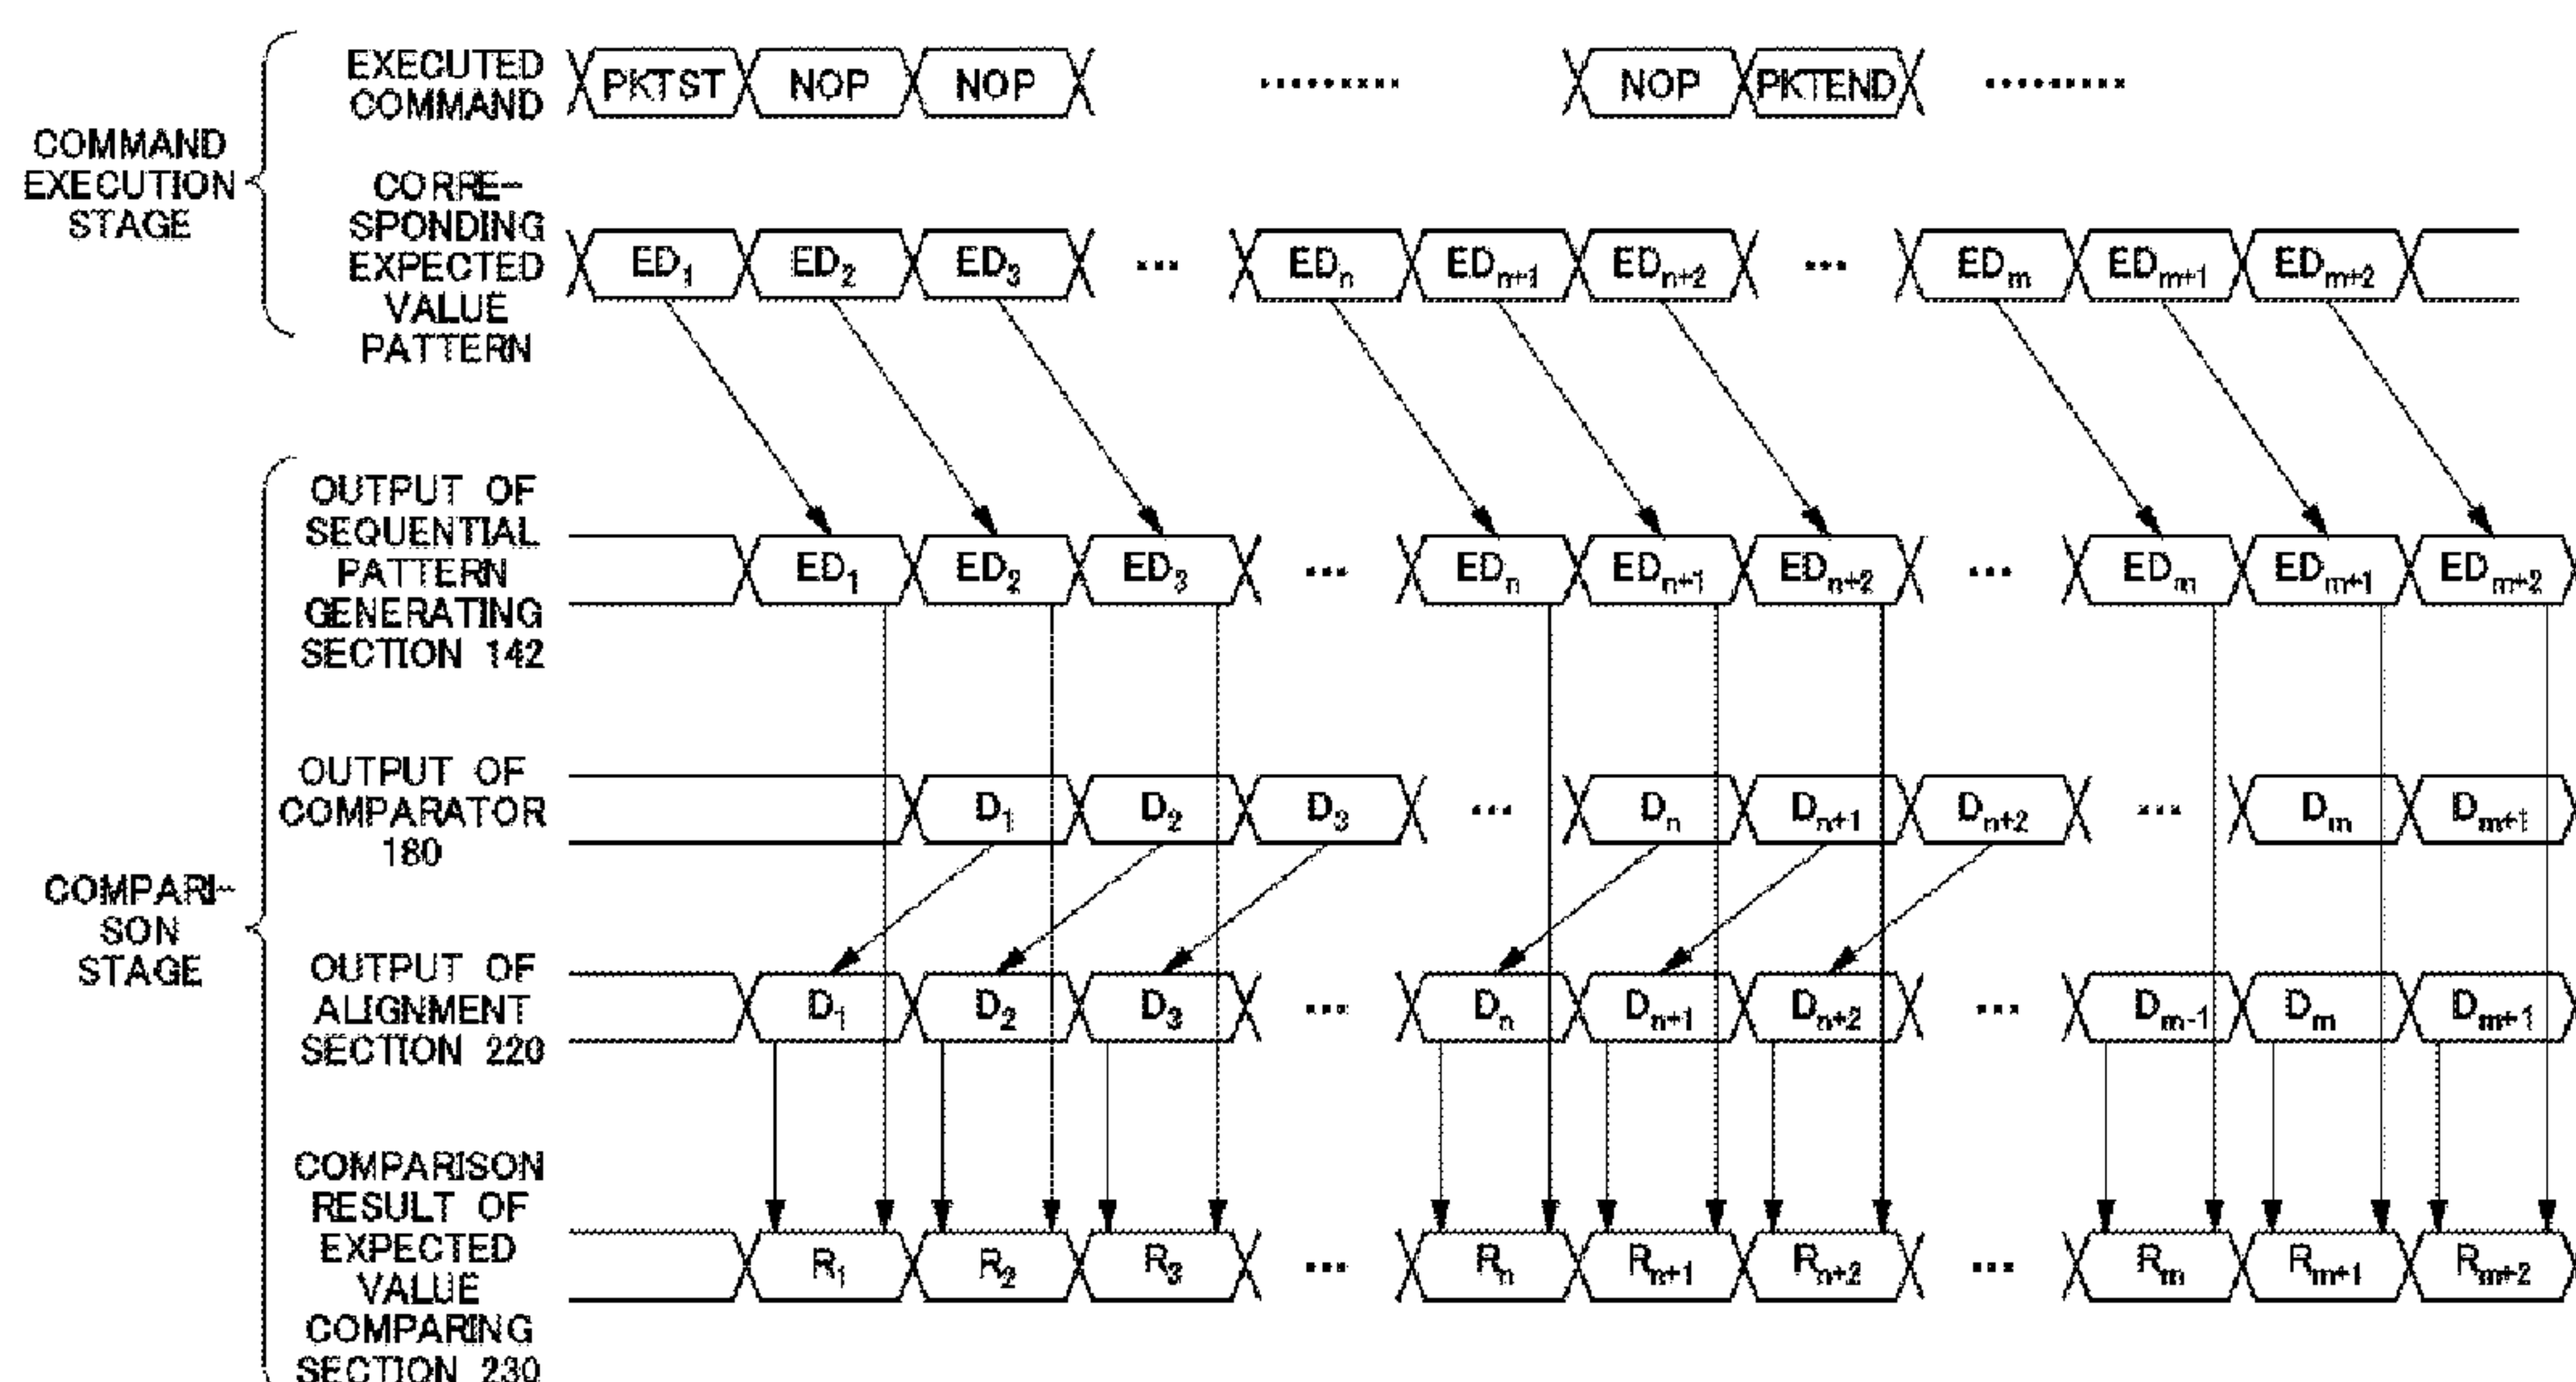 COMMAND
EXECUTION
STAGE
EXECUTED
COMMAND
PKTST NOP NOP ......... NOP PKTEND .........
CORRE-
SPONDING
EXPECTED
VALUE
PATTERN
ED1 ED2 ED3 ... EDn EDn+1 EDn+2 ... EDm EDm+1 EDm+2
COMPARI-
SON
STAGE
OUTPUT OF
SEQUENTIAL
PATTERN
GENERATING
SECTION 142
ED1 ED2 ED3 ... EDn EDn+1 EDn+2 ... EDm EDm+1 EDm+2
OUTPUT OF
COMPARATOR
180
D1 D2 D3 ... Dn Dn+1 Dn+2 ... Dm Dm+1
OUTPUT OF
ALIGNMENT
SECTION 220
D1 D2 D3 ... Dn Dn+1 Dn+2 ... Dm-1 Dm Dm+1
COMPARISON
RESULT OF
EXPECTED
VALUE
COMPARING
SECTION 230
R1 R2 R3 ... Rn Rn+1 Rn+2 ... Rm Rm+1 Rm+2